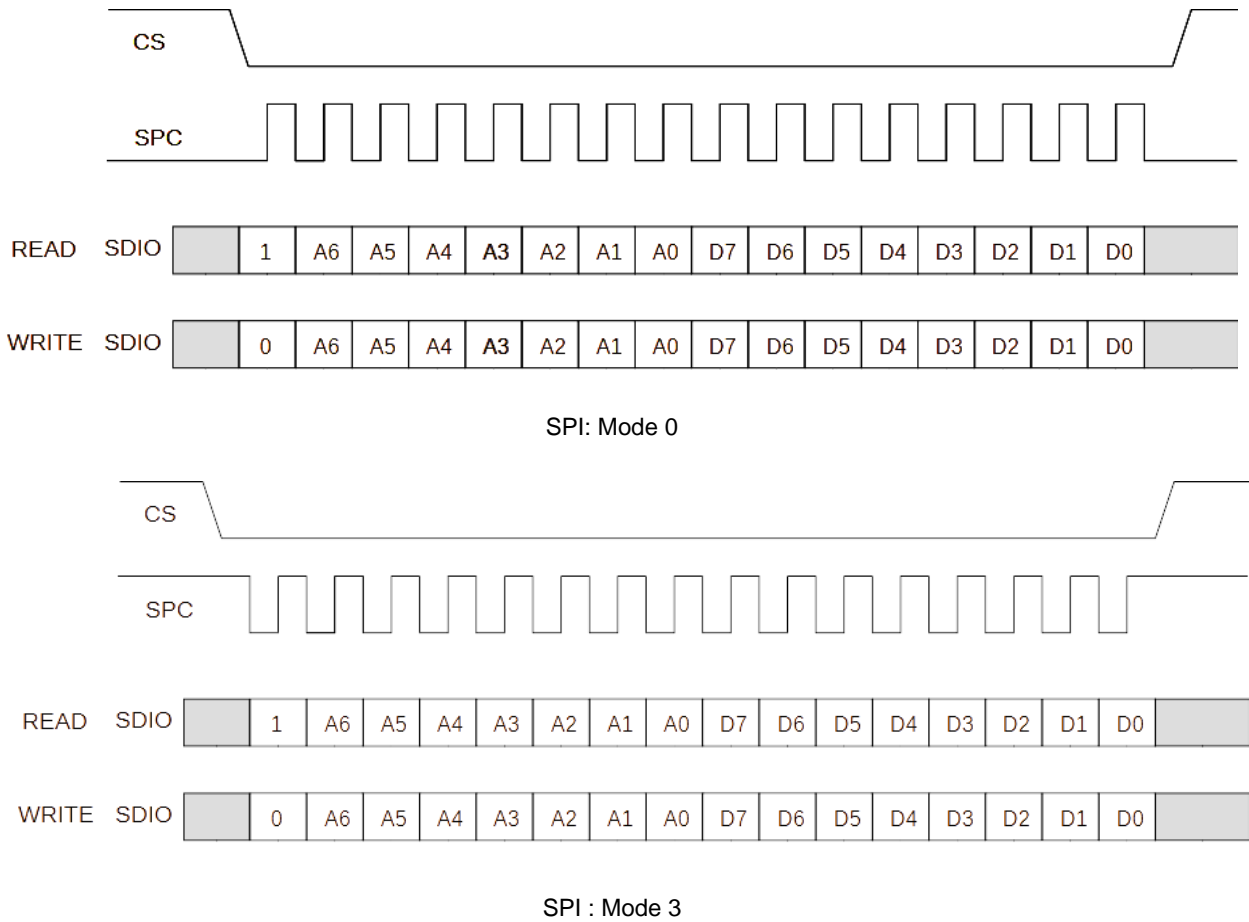 CS
SPC
READ SDIO 1 A6 A5 A4 A3 A2 A1 A0 D7 D6 D5 D4 D3 D2 D1 D0
WRITE SDIO 0 A6 A5 A4 A3 A2 A1 A0 D7 D6 D5 D4 D3 D2 D1 D0
SPI: Mode 0
CS
SPC
READ SDIO 1 A6 A5 A4 A3 A2 A1 A0 D7 D6 D5 D4 D3 D2 D1 D0
WRITE SDIO 0 A6 A5 A4 A3 A2 A1 A0 D7 D6 D5 D4 D3 D2 D1 D0
SPI : Mode 3